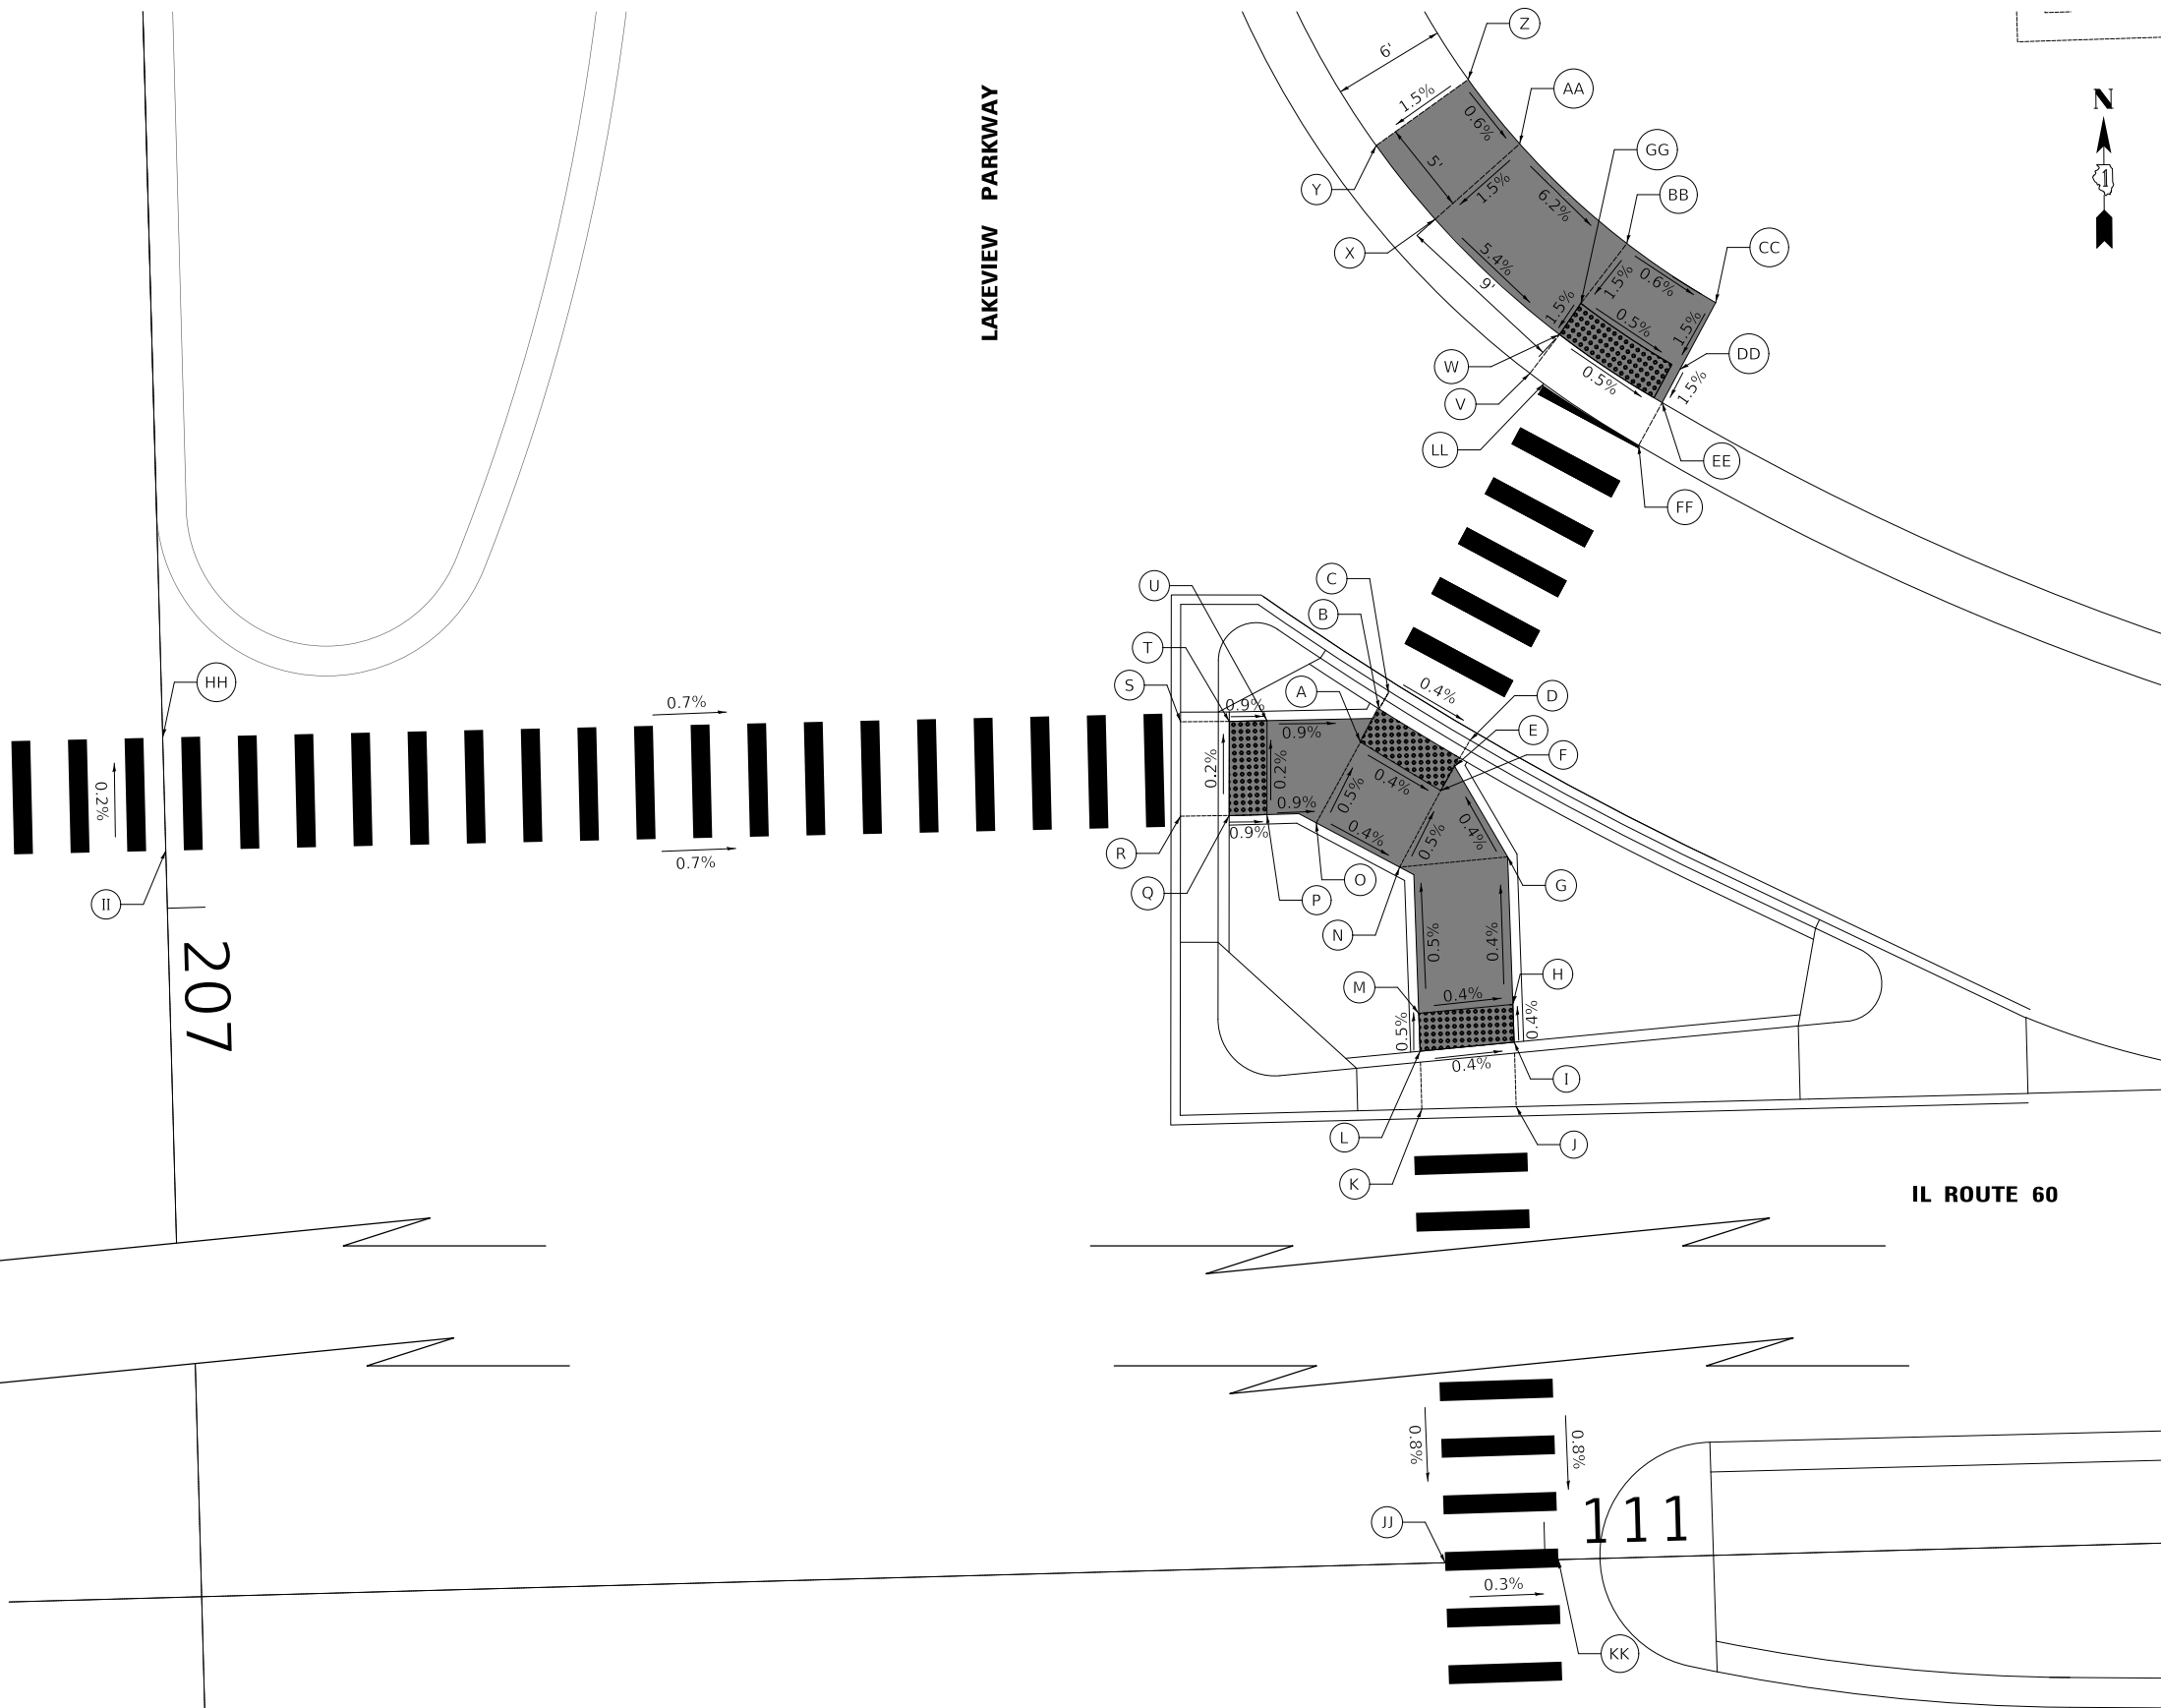 Z
6'
AA
1.5%
0.6%
N
LAKEVIEW PARKWAY
GG
5'
1
Y
1.5%
BB
6.2%
X
CC
5.4%
1.5%
0.6%
9'
1.5%
0.5%
1.5%
W
DD
0.5%
1.5%
V
LL
EE
FF
C
U
B
T
HH
S
A
0.4%
D
0.7%
0.9%
0.9%
E
F
0.2%
0.2%
0.4%
0.5%
0.2%
0.9%
0.9%
0.4%
0.5%
0.4%
0.7%
R
Q
O
G
II
P
N
207
0.5%
0.4%
M
H
0.4%
0.5%
0.4%
0.4%
I
L
J
K
IL ROUTE 60
0.8%
0.8%
JJ
111
0.3%
KK